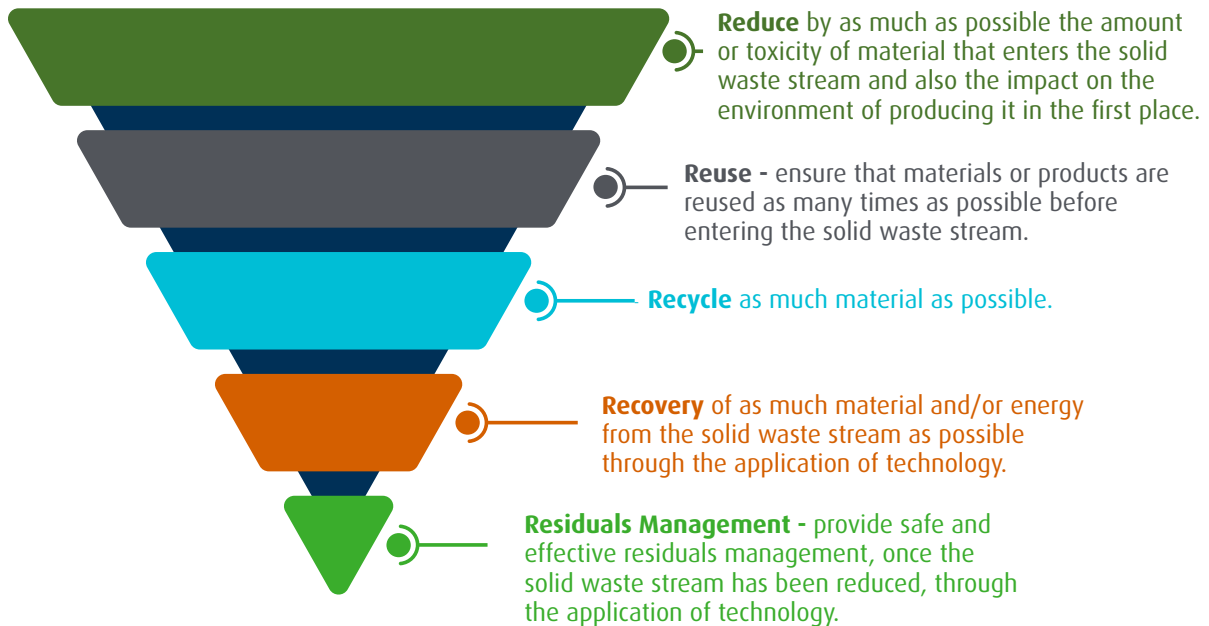 Reduce by as much as possible the amount
or toxicity of material that enters the solid
waste stream and also the impact on the
environment of producing it in the first place.
Reuse - ensure that materials or products are
reused as many times as possible before
entering the solid waste stream.
Recycle as much material as possible.
Recovery of as much material and/or energy
from the solid waste stream as possible
through the application of technology.
Residuals Management - provide safe and
effective residuals management, once the
solid waste stream has been reduced, through
the application of technology.